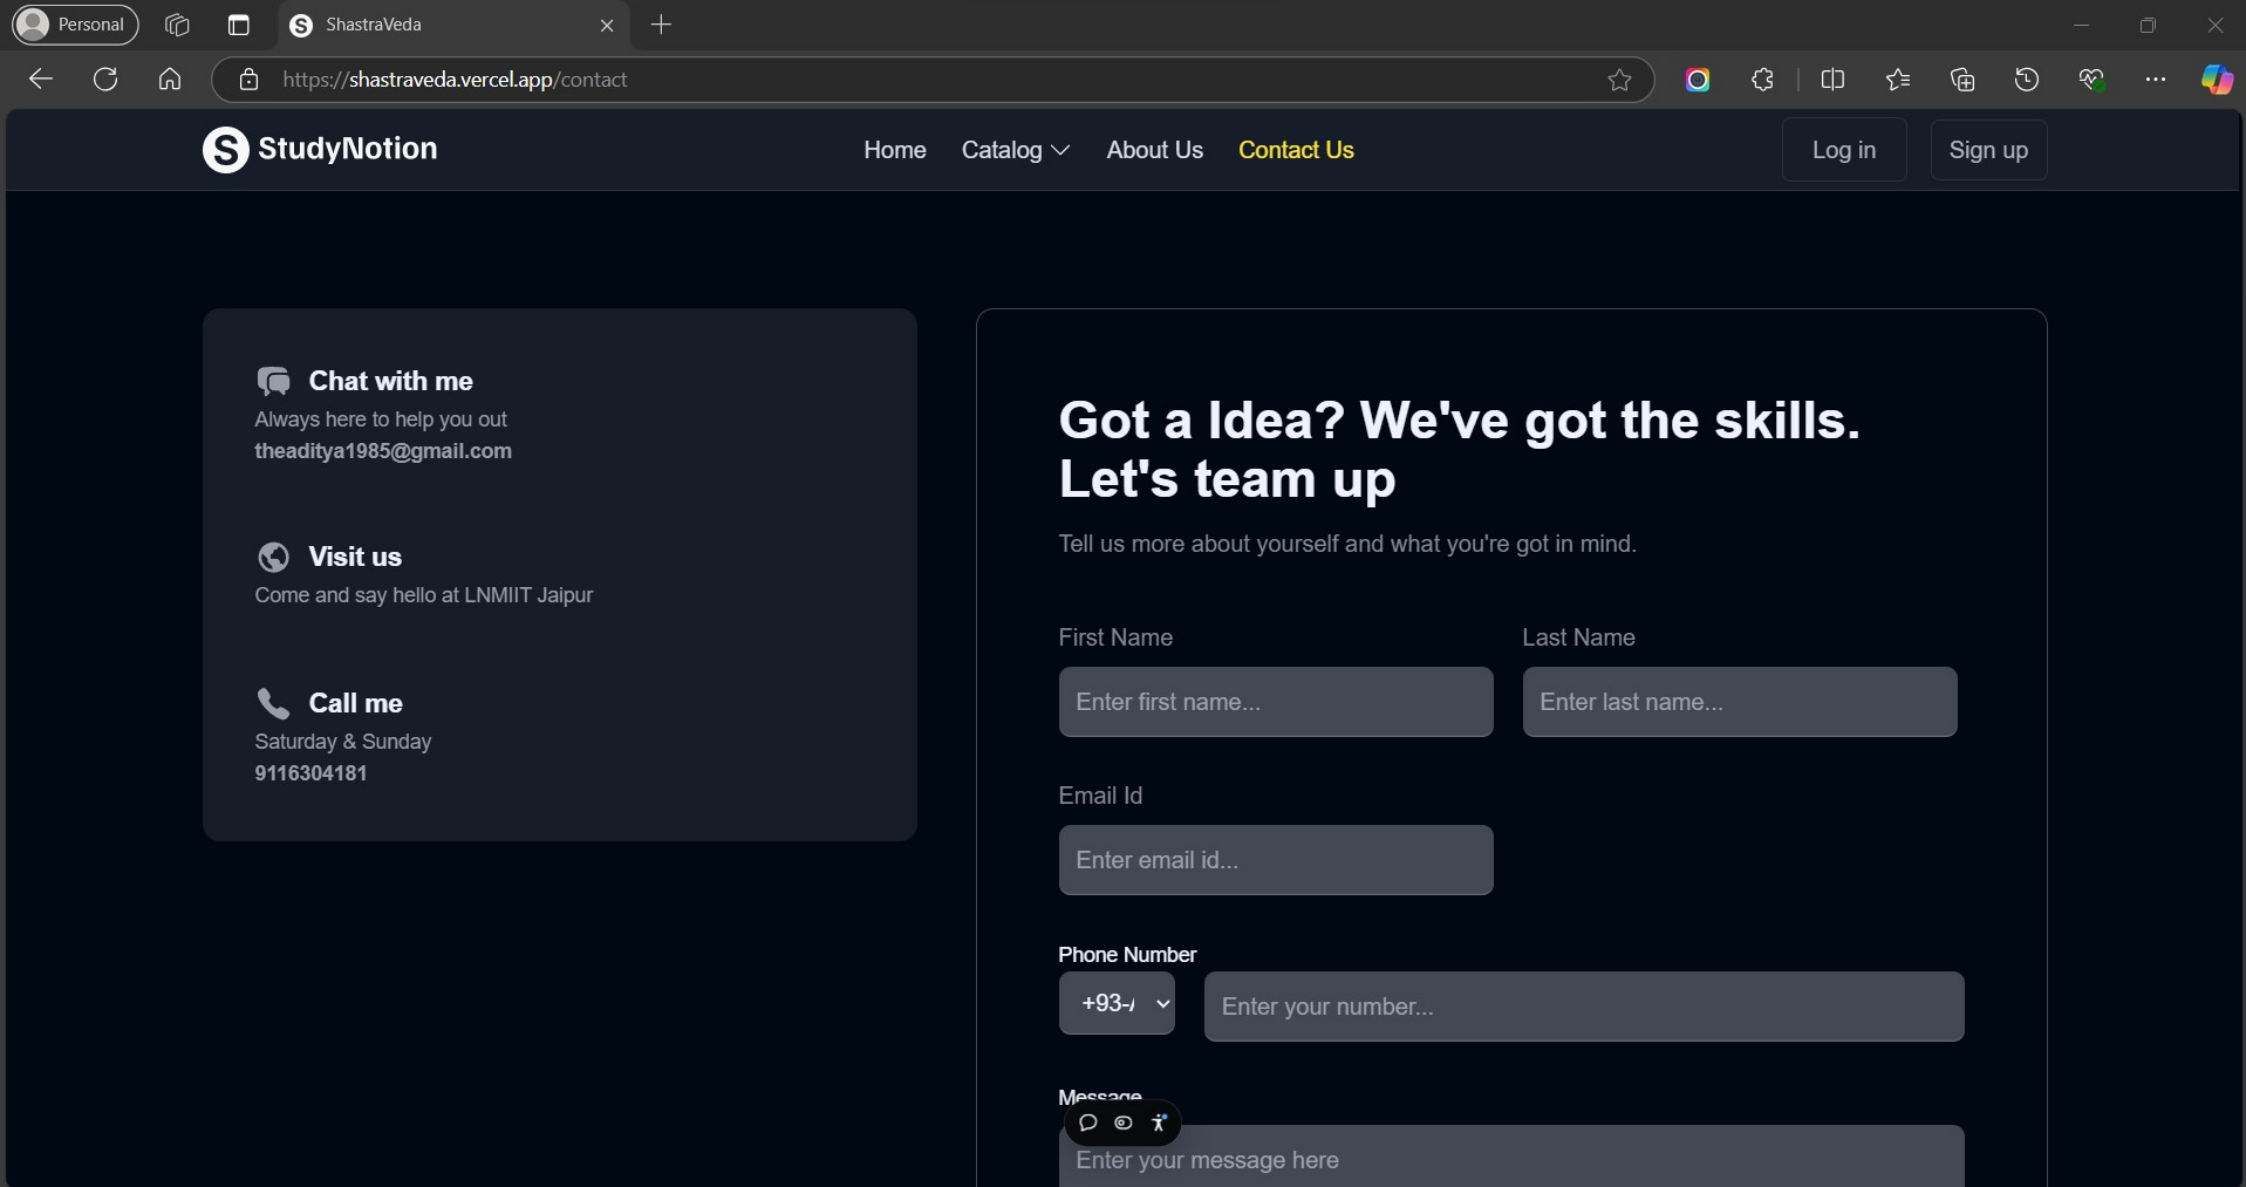 Personal
ShastraVeda
https://shastraveda.vercel.app/contact
StudyNotion
Home
Catalog
About Us
Contact Us
Log in
Sign up
Chat with me
Always here to help you out
theaditya1985@gmail.com
Visit us
Come and say hello at LNMIIT Jaipur
Call me
Saturday & Sunday
9116304181
Got a Idea? We've got the skills.
Let's team up
Tell us more about yourself and what you're got in mind.
First Name
Last Name
Enter first name...
Enter last name...
Email Id
Enter email id...
Phone Number
+93-
Enter your number...
Message
Enter your message here